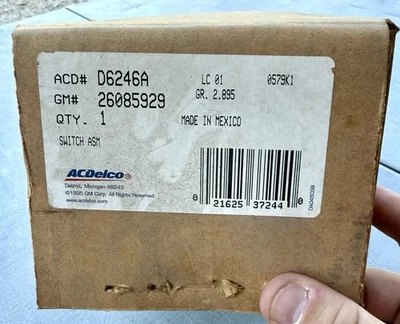 ACD# D6246A LC 01 0579K1
GM# 26085929 GR. 2.895
QTY. 1 MADE IN MEXICO
SWITCH ASM
ACDelco
Detroit, Michigan 48243
©1995 GM Corp. All Rights Reserved
www.acdelco.com
0 21625 37244 0